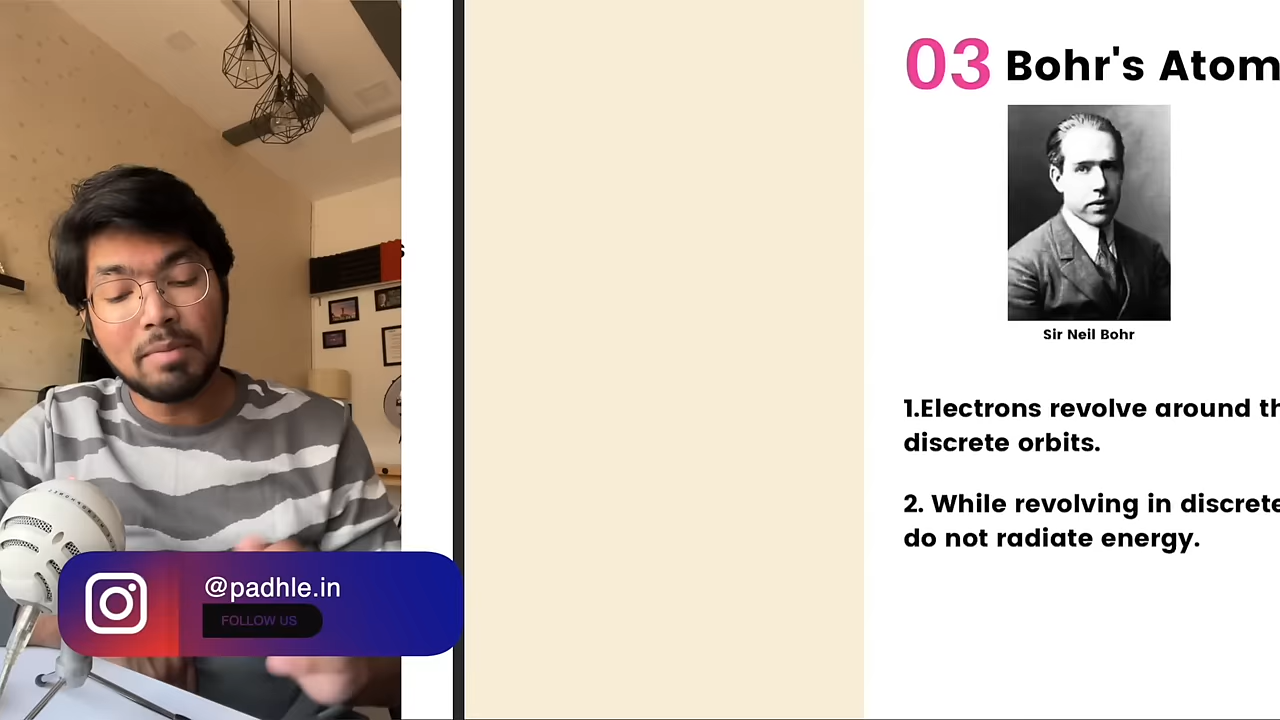 03 Bohr's Atom
Sir Neil Bohr
1.Electrons revolve around th
discrete orbits.
2. While revolving in discrete
do not radiate energy.
@padhle.in
FOLLOW US